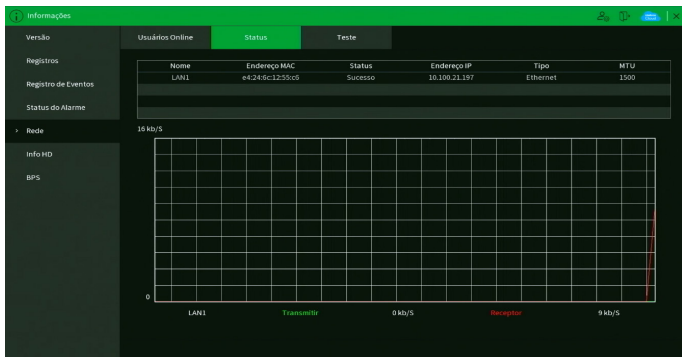 Informações
Versão
Registros
Registro de Eventos
Status do Alarme
Rede
Info HD
BPS
Usuários Online Status Teste
Nome Endereço MAC Status Endereço IP Tipo MTU
LAN1 e4:24:6c:12:55:c6 Sucesso 10.100.21.197 Ethernet 1500
16 kb/S
0
LAN1 Transmitir 0 kb/S Receptor 9 kb/S